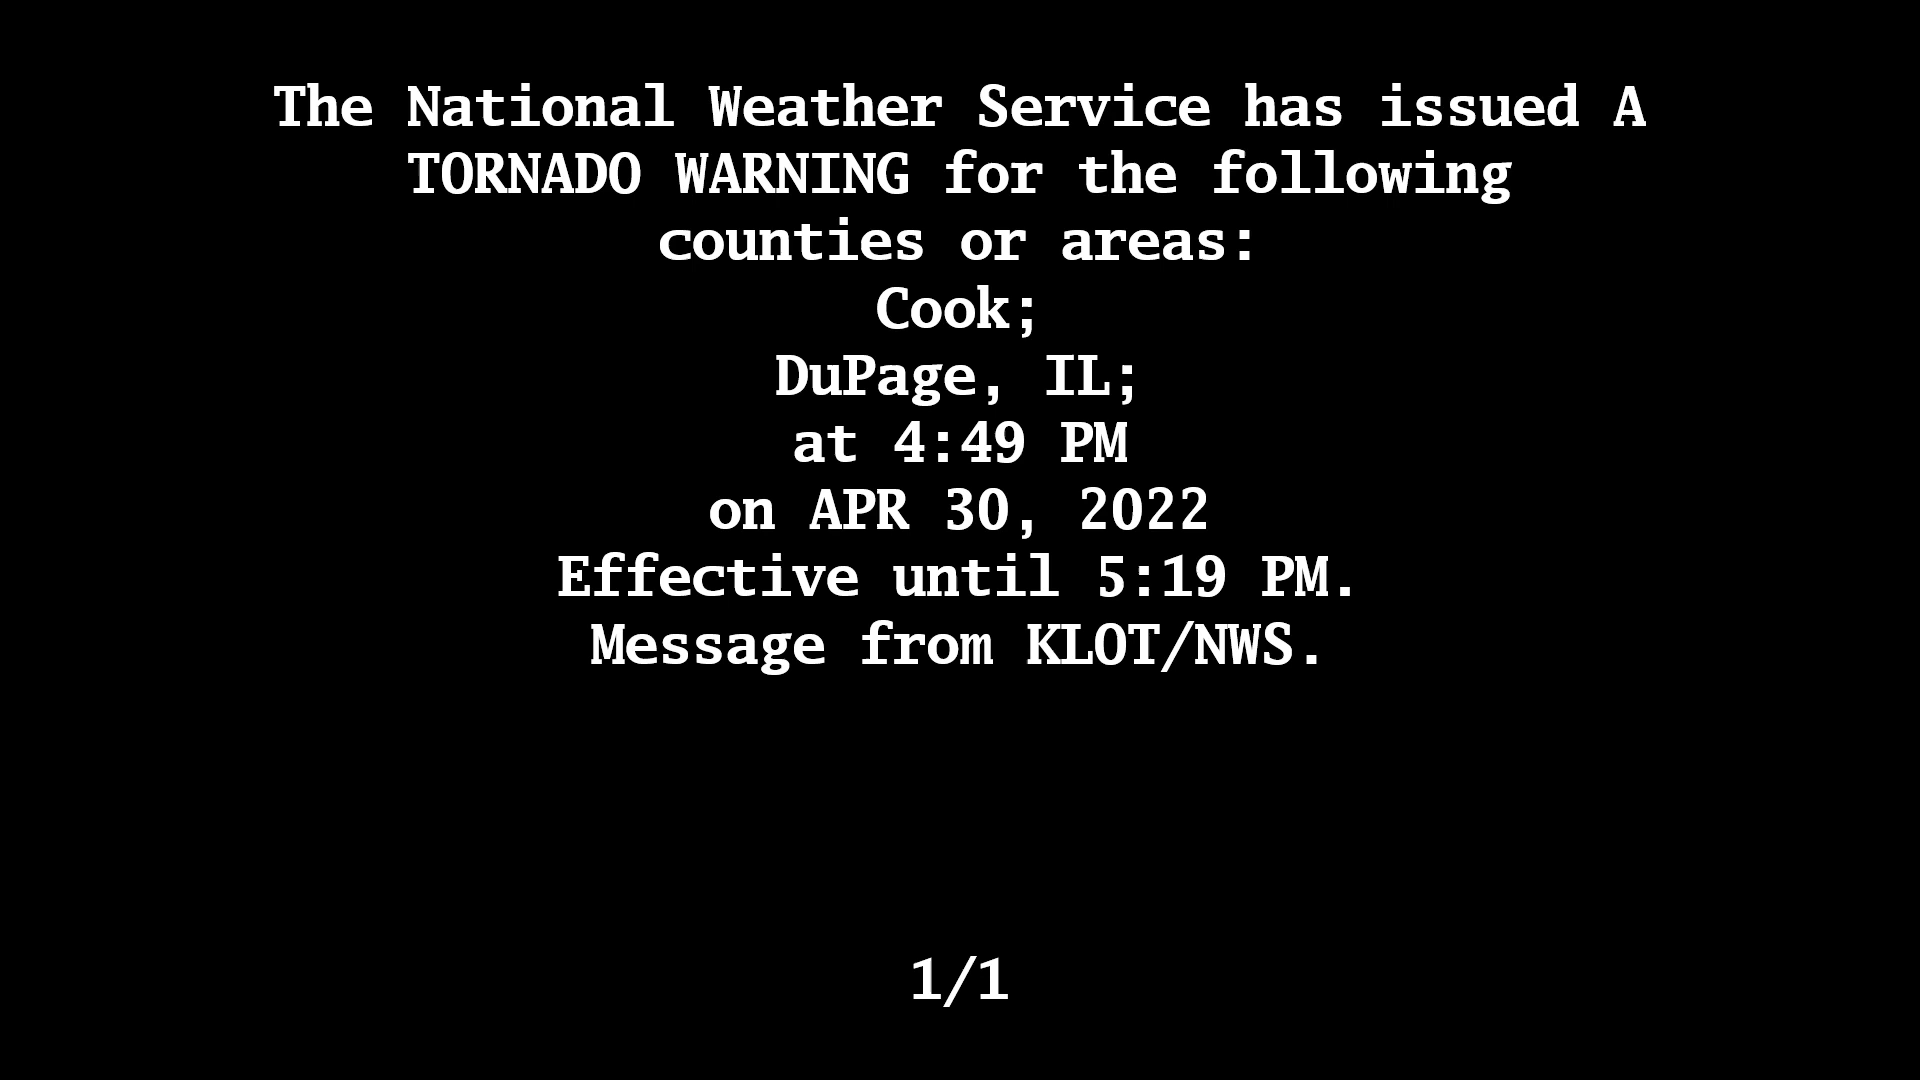 The National Weather Service has issued A
TORNADO WARNING for the following
counties or areas:
Cook;
DuPage, IL;
at 4:49 PM
on APR 30, 2022
Effective until 5:19 PM.
Message from KLOT/NWS.
1/1